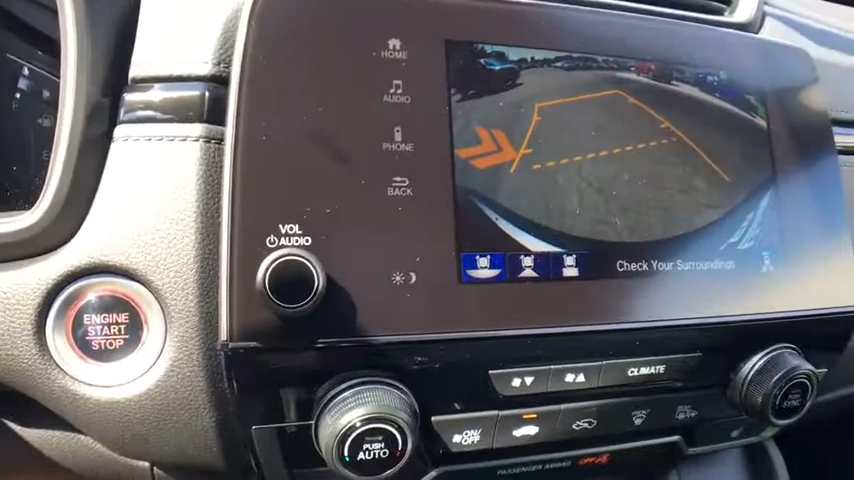 HOME
AUDIO
PHONE
BACK
VOL
AUDIO
Check Your Surroundings
ENGINE
START
STOP
CLIMATE
PUSH
AUTO
ON/
OFF
PUSH
SYNC
PASSENGER AIRBAG
OFF